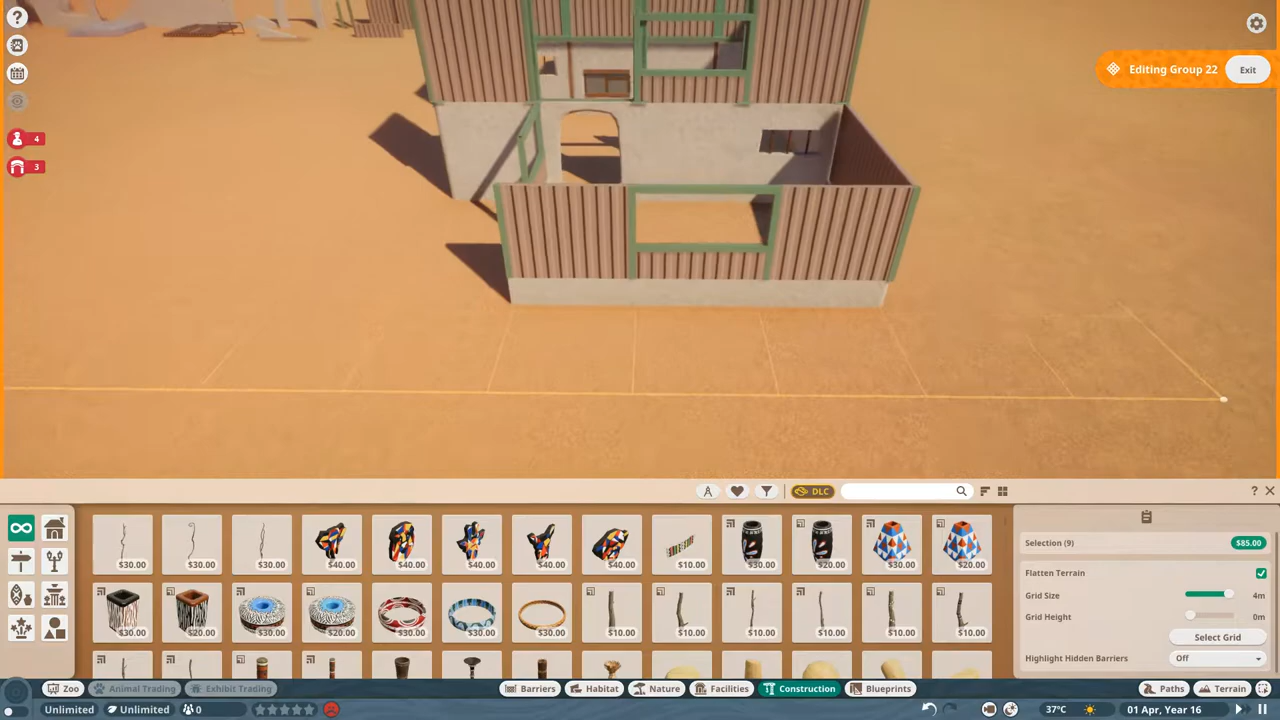 ?
Editing Group 22
Exit
4
3
DLC
?
$30.00
$30.00
$30.00
$40.00
$40.00
$40.00
$40.00
$40.00
$10.00
$30.00
$20.00
$30.00
$20.00
$30.00
$20.00
$30.00
$20.00
$30.00
$30.00
$30.00
$10.00
$10.00
$10.00
$10.00
$10.00
$10.00
Selection (9)
$85.00
Flatten Terrain
Grid Size
4m
Grid Height
0m
Select Grid
Highlight Hidden Barriers
Off
Zoo
Animal Trading
Exhibit Trading
Barriers
Habitat
Nature
Facilities
Construction
Blueprints
Paths
Terrain
Unlimited
Unlimited
0
37°C
01 Apr, Year 16